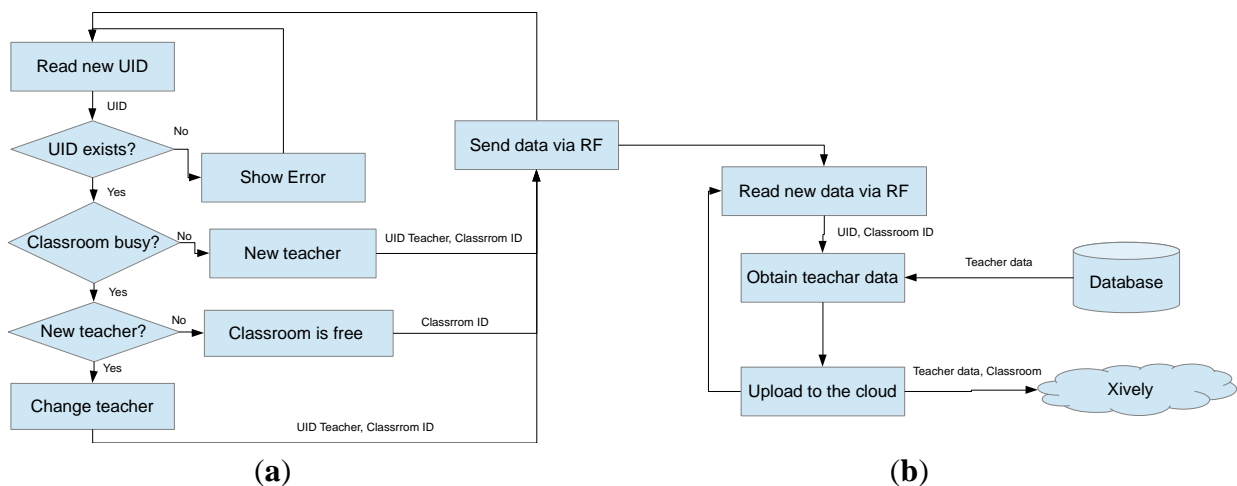 Read new UID
UID
UID exists?
No
Show Error
Yes
Classroom busy?
No
New teacher
UID Teacher, Classrrom ID
Yes
New teacher?
No
Classroom is free
Classrrom ID
Yes
Change teacher
UID Teacher, Classrrom ID
Send data via RF
(a)
Read new data via RF
UID, Classroom ID
Obtain teachar data
Teacher data
Database
Upload to the cloud
Teacher data, Classroom
Xively
(b)